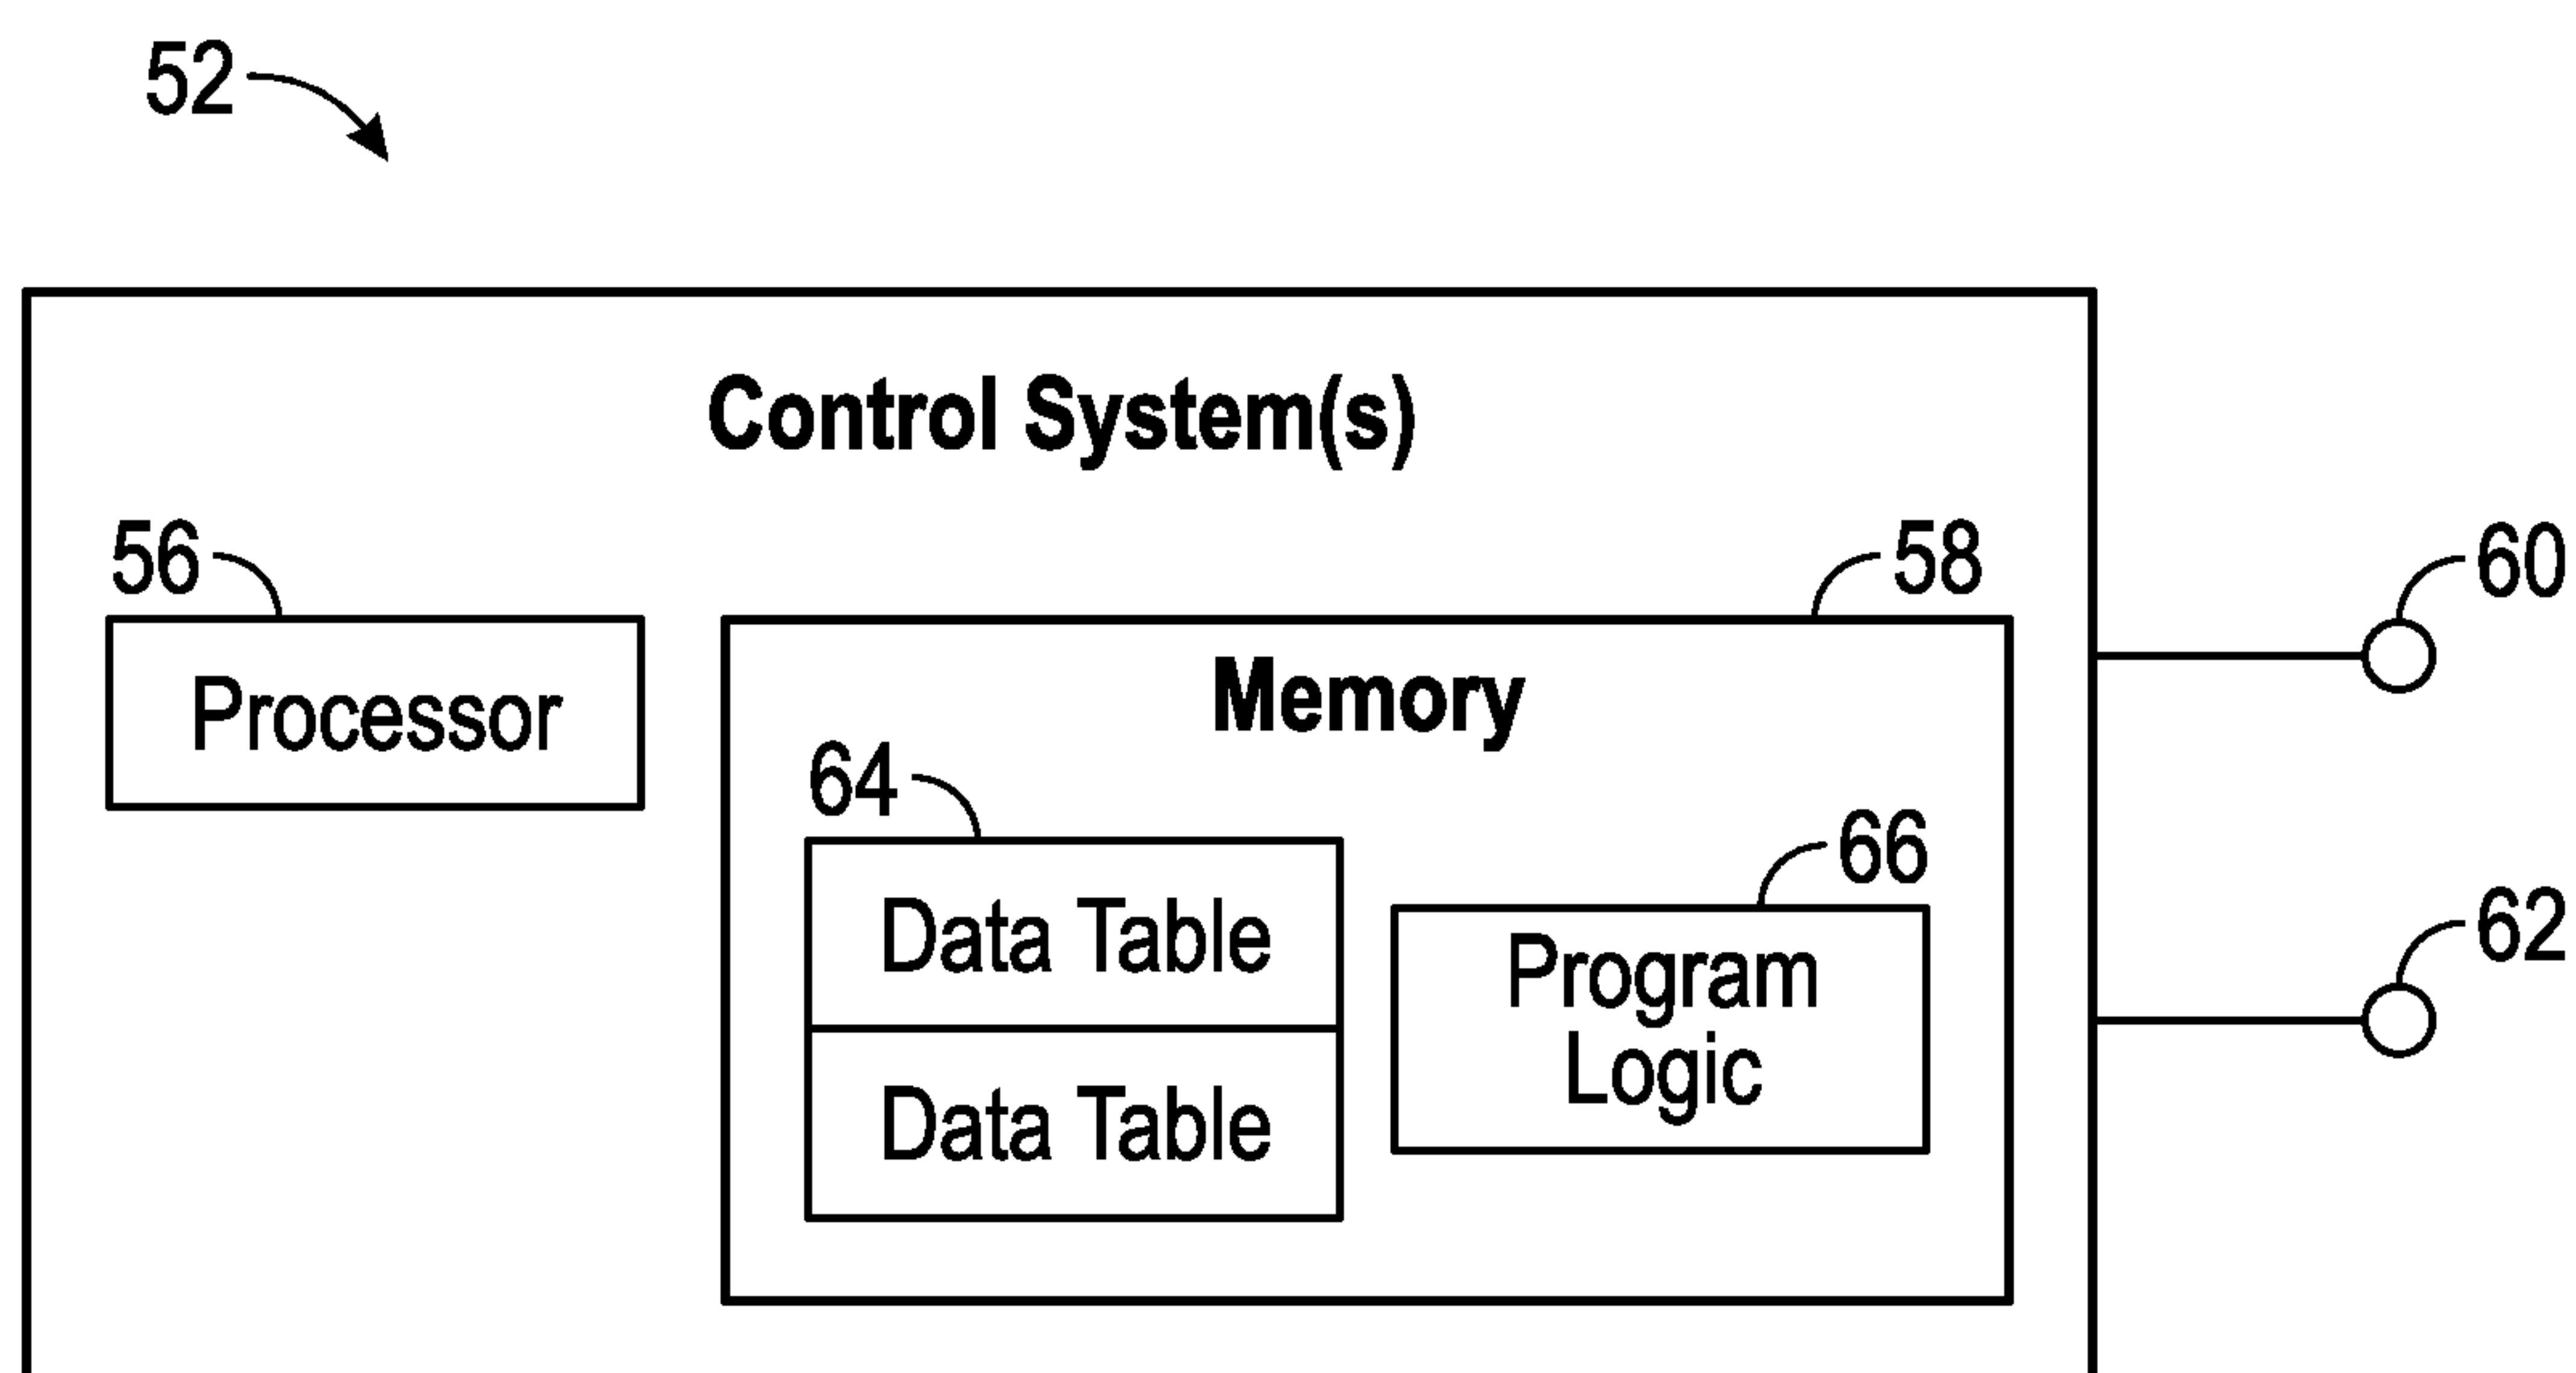 52
Control System(s)
56
58
60
Processor
Memory
64
66
62
Data Table
Program
Logic
Data Table